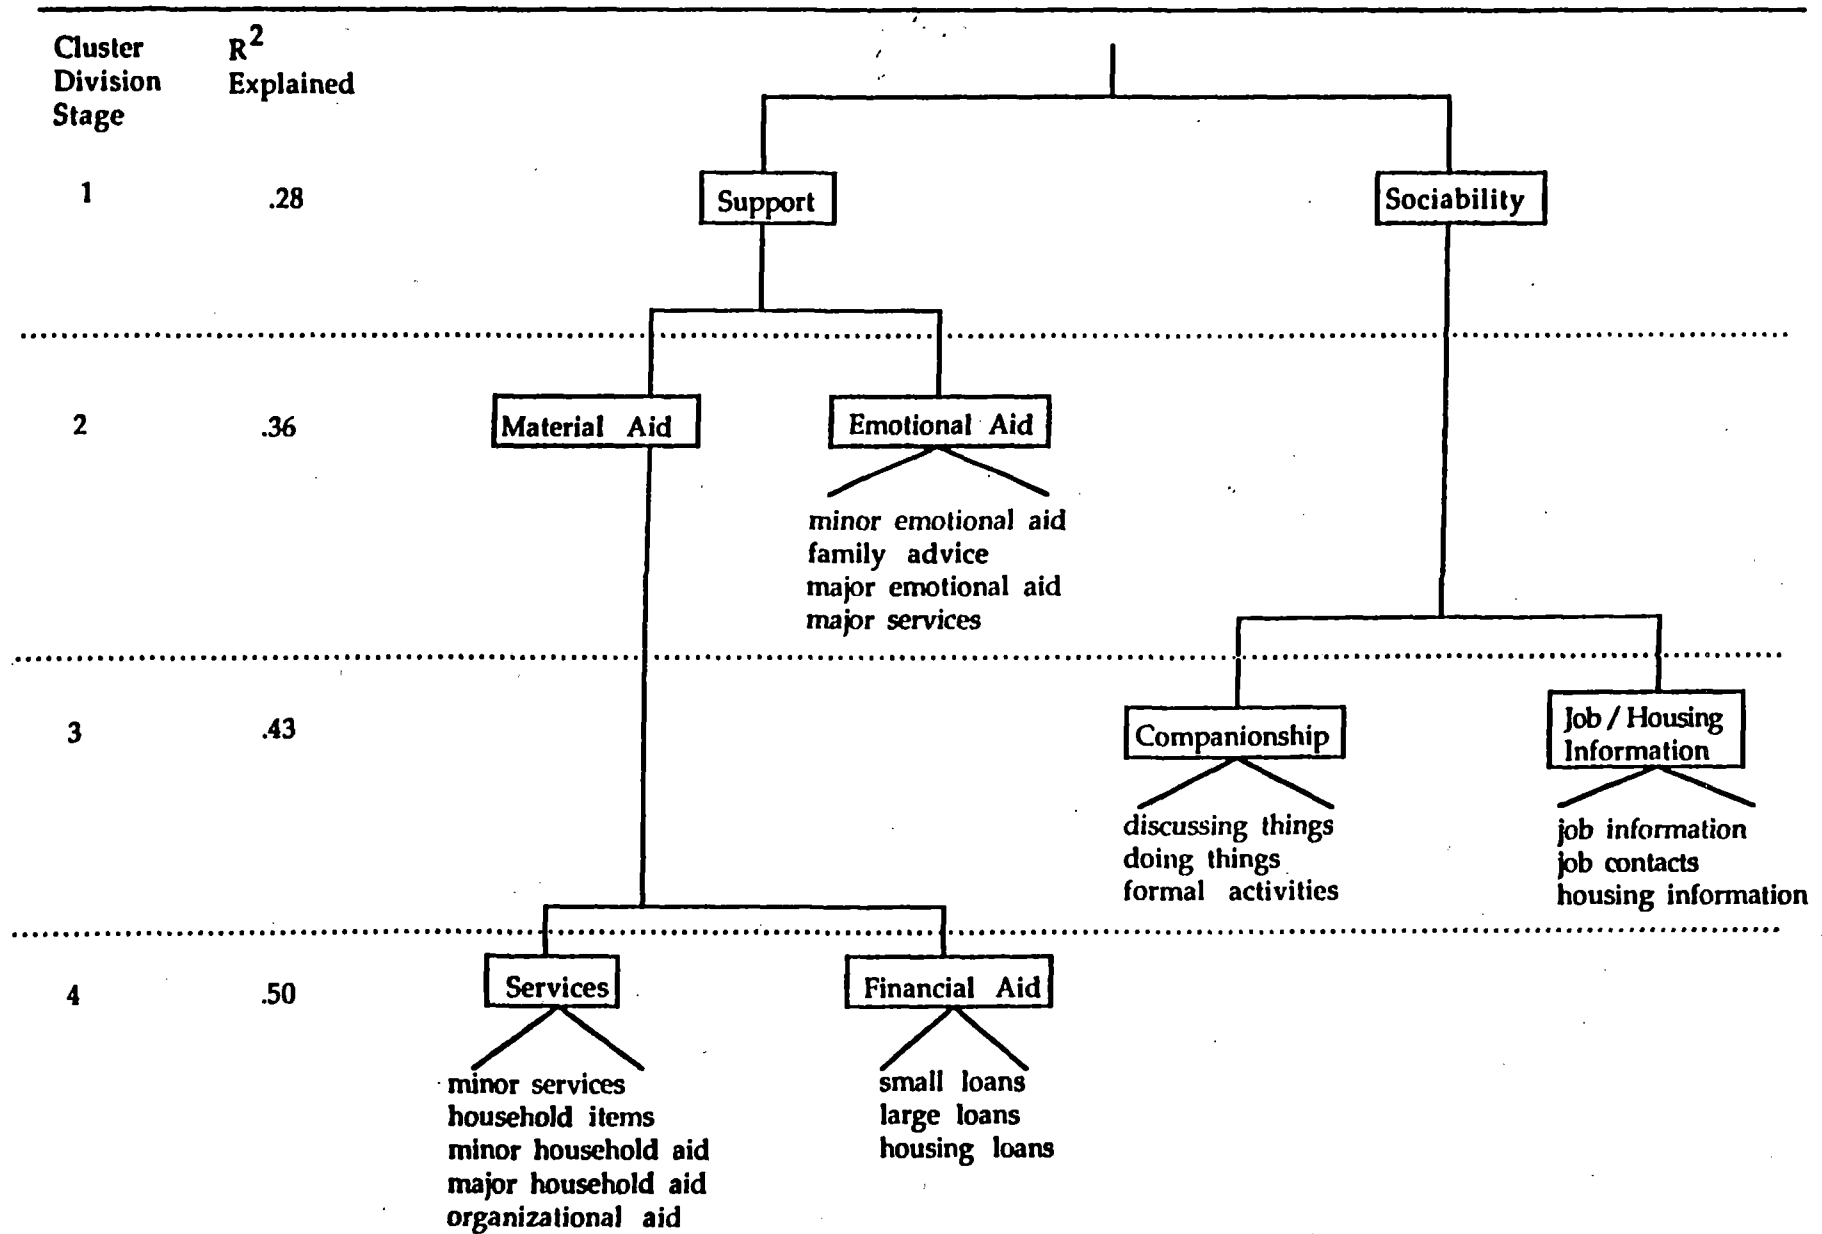 Cluster Division Stage
R² Explained
1 .28
Support
Sociability
2 .36
Material Aid
Emotional Aid
minor emotional aid
family advice
major emotional aid
major services
3 .43
Companionship
Job / Housing
Information
discussing things
doing things
formal activities
job information
job contacts
housing information
4 .50
Services
Financial Aid
minor services
household items
minor household aid
major household aid
organizational aid
small loans
large loans
housing loans